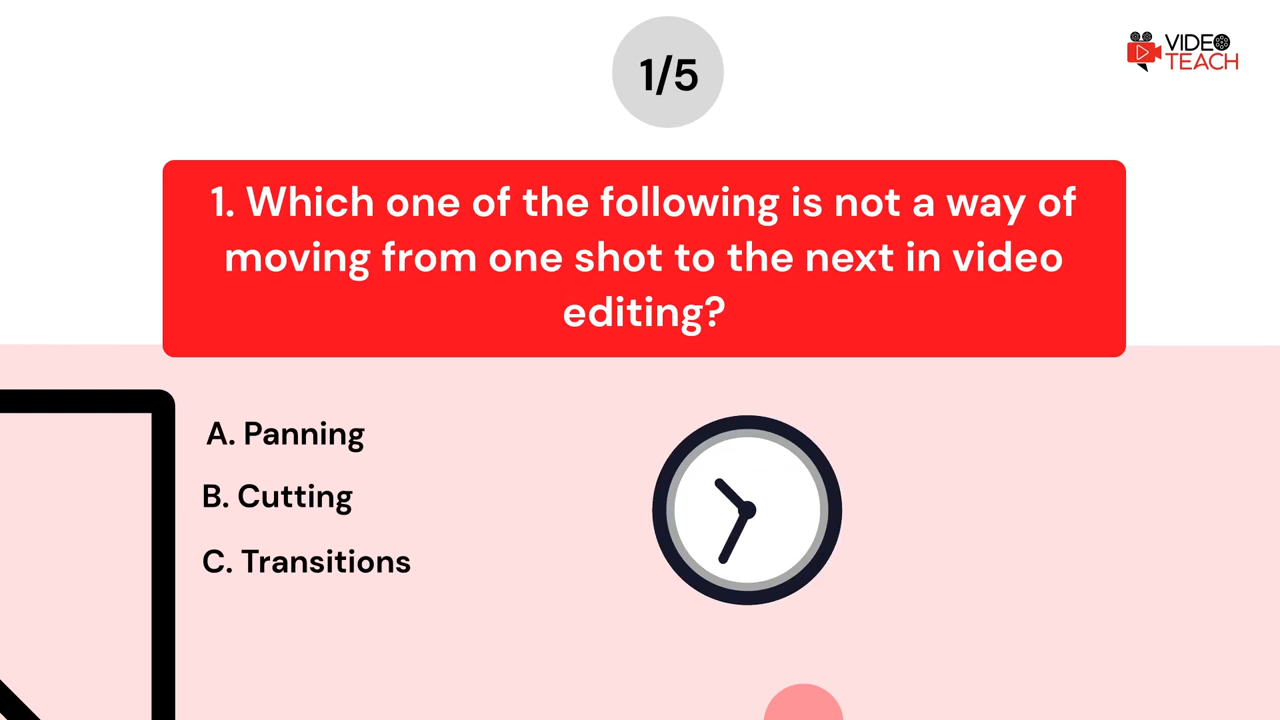 1/5
VIDEO
TEACH
1. Which one of the following is not a way of
moving from one shot to the next in video
editing?
A. Panning
B. Cutting
C. Transitions